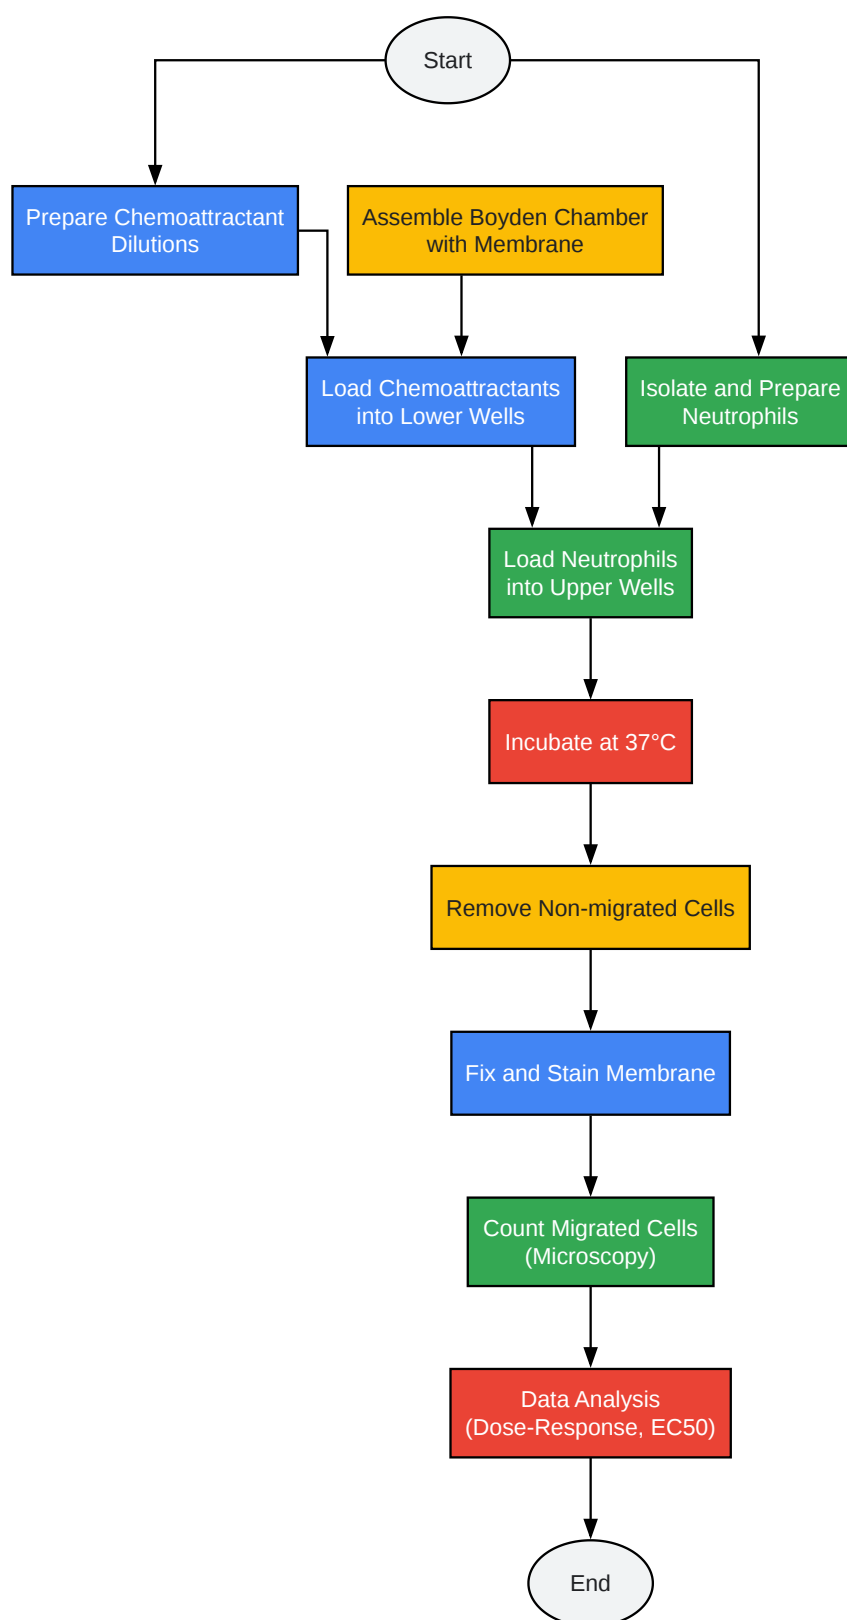 Start
Prepare Chemoattractant
Dilutions
Assemble Boyden Chamber
with Membrane
Load Chemoattractants
into Lower Wells
Isolate and Prepare
Neutrophils
Load Neutrophils
into Upper Wells
Incubate at 37°C
Remove Non-migrated Cells
Fix and Stain Membrane
Count Migrated Cells
(Microscopy)
Data Analysis
(Dose-Response, EC50)
End